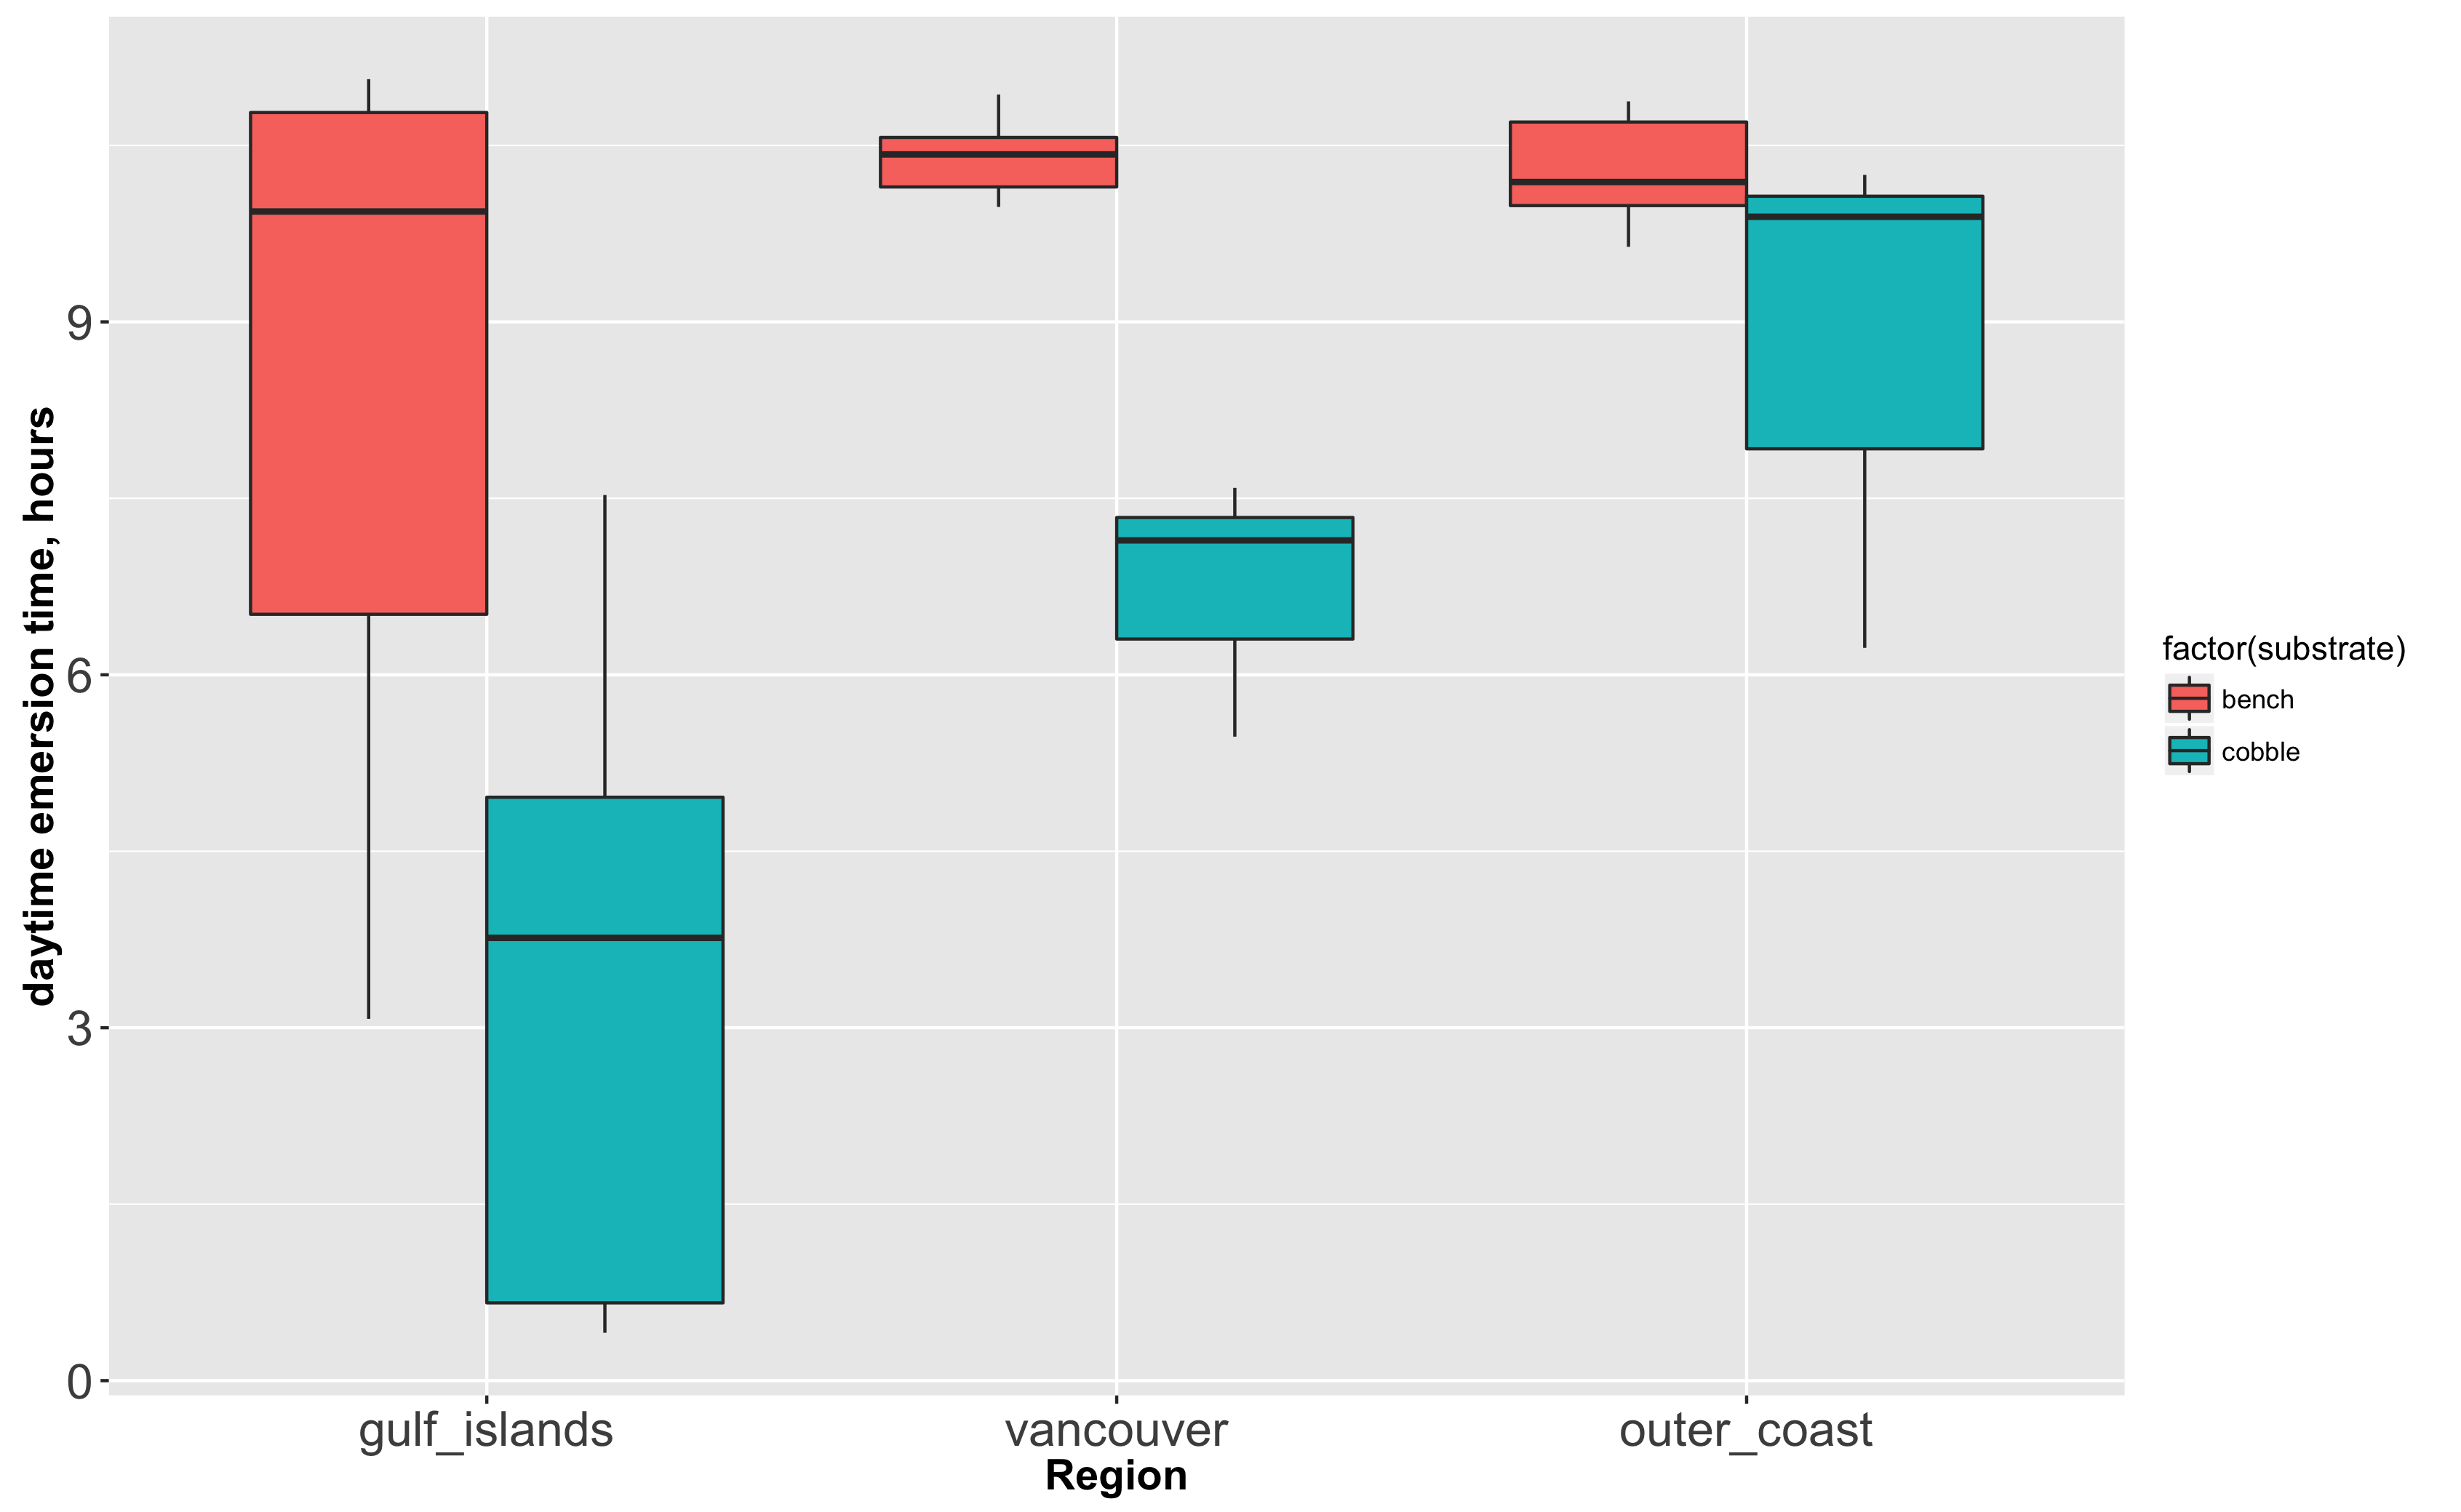 daytime emersion time, hours
9
6
3
0
gulf_islands vancouver outer_coast
Region
factor(substrate)
bench
cobble